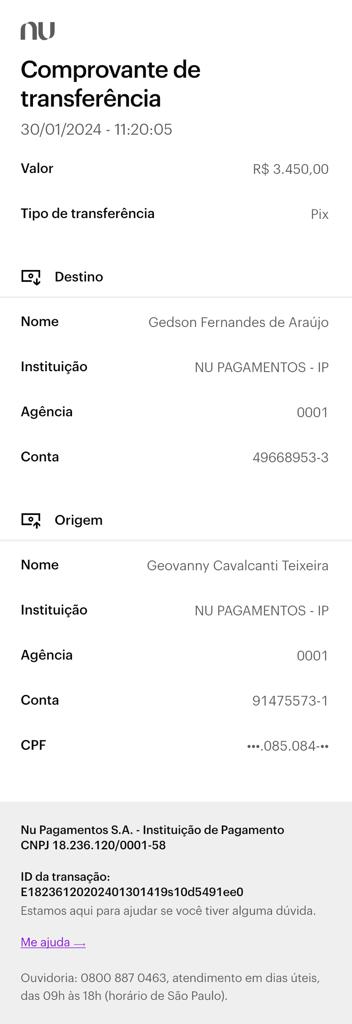 nu
Comprovante de
transferência
30/01/2024 - 11:20:05
Valor R$ 3.450,00
Tipo de transferência Pix
Destino
Nome Gedson Fernandes de Araújo
Instituição NU PAGAMENTOS - IP
Agência 0001
Conta 49668953-3
Origem
Nome Geovanny Cavalcanti Teixeira
Instituição NU PAGAMENTOS - IP
Agência 0001
Conta 91475573-1
CPF •••.085.084-••
Nu Pagamentos S.A. - Instituição de Pagamento
CNPJ 18.236.120/0001-58
ID da transação:
E18236120202401301419s10d5491ee0
Estamos aqui para ajudar se você tiver alguma dúvida.
Me ajuda →
Ouvidoria: 0800 887 0463, atendimento em dias úteis,
das 09h às 18h (horário de São Paulo).